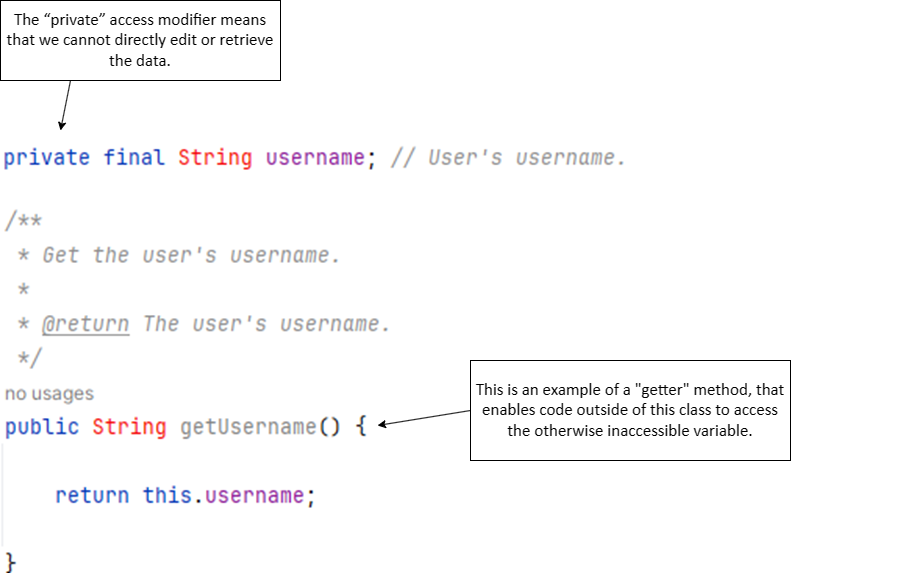 The “private” access modifier means
that we cannot directly edit or retrieve
the data.
private final String username; // User's username.
/**
* Get the user's username.
*
* @return The user's username.
*/
no usages
This is an example of a "getter" method, that
enables code outside of this class to access
the otherwise inaccessible variable.
public String getUsername() {
return this.username;
}